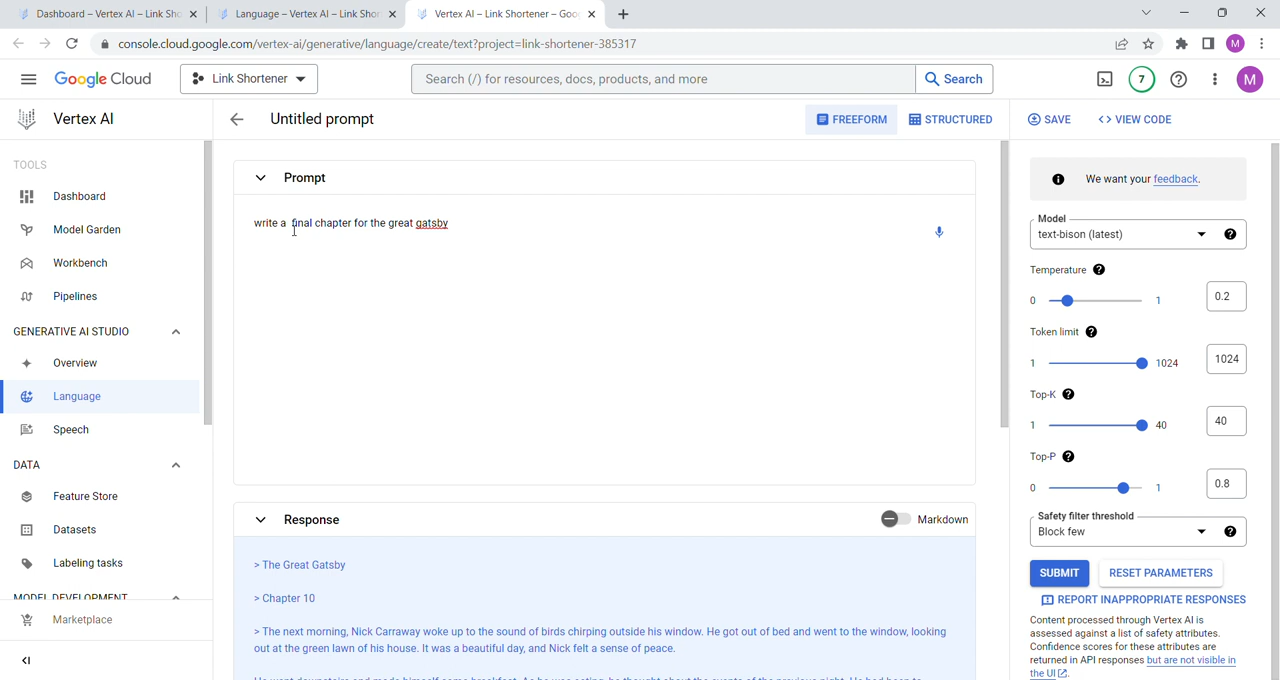 Dashboard – Vertex AI – Link Sho
Language – Vertex AI – Link Shor
Vertex AI – Link Shortener – Goo
console.cloud.google.com/vertex-ai/generative/language/create/text?project=link-shortener-385317
M
Google Cloud
Link Shortener
Search (/) for resources, docs, products, and more
Search
7
M
Vertex AI
Untitled prompt
FREEFORM
STRUCTURED
SAVE
<> VIEW CODE
TOOLS
Dashboard
Model Garden
Workbench
Pipelines
GENERATIVE AI STUDIO
Overview
Language
Speech
DATA
Feature Store
Datasets
Labeling tasks
MODEL DEVELOPMENT
Marketplace
Prompt
write a final chapter for the great gatsby
Response
Markdown
> The Great Gatsby
> Chapter 10
> The next morning, Nick Carraway woke up to the sound of birds chirping outside his window. He got out of bed and went to the window, looking
out at the green lawn of his house. It was a beautiful day, and Nick felt a sense of peace.
We want your feedback.
Model
text-bison (latest)
Temperature
0 1 0.2
Token limit
1 1024 1024
Top-K
1 40 40
Top-P
0 1 0.8
Safety filter threshold
Block few
SUBMIT
RESET PARAMETERS
REPORT INAPPROPRIATE RESPONSES
Content processed through Vertex AI is
assessed against a list of safety attributes.
Confidence scores for these attributes are
returned in API responses but are not visible in
the UI.